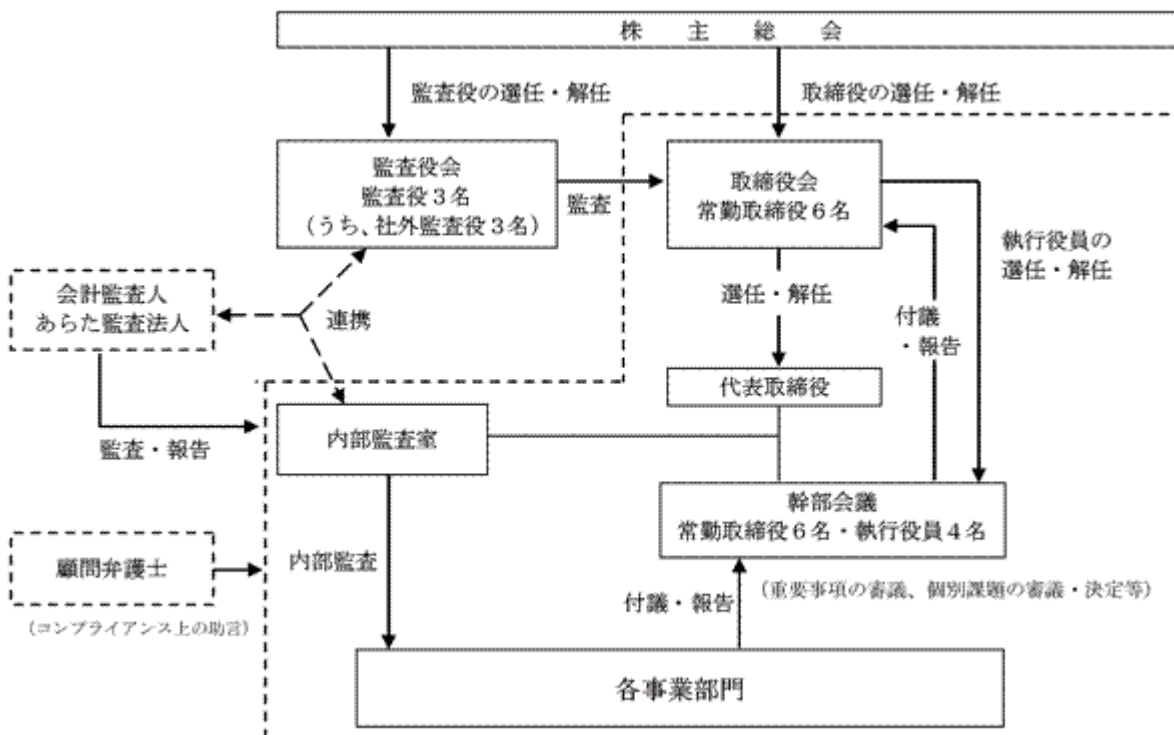 株主総会
監査役の選任・解任
取締役の選任・解任
監査役会
監査役３名
（うち、社外監査役３名）
監査
取締役会
常勤取締役６名
執行役員の
選任・解任
会計監査人
あらた監査法人
連携
選任・解任
付議
・報告
代表取締役
監査・報告
内部監査室
幹部会議
常勤取締役６名・執行役員４名
（重要事項の審議、個別課題の審議・決定等）
顧問弁護士
（コンプライアンス上の助言）
内部監査
付議・報告
各事業部門